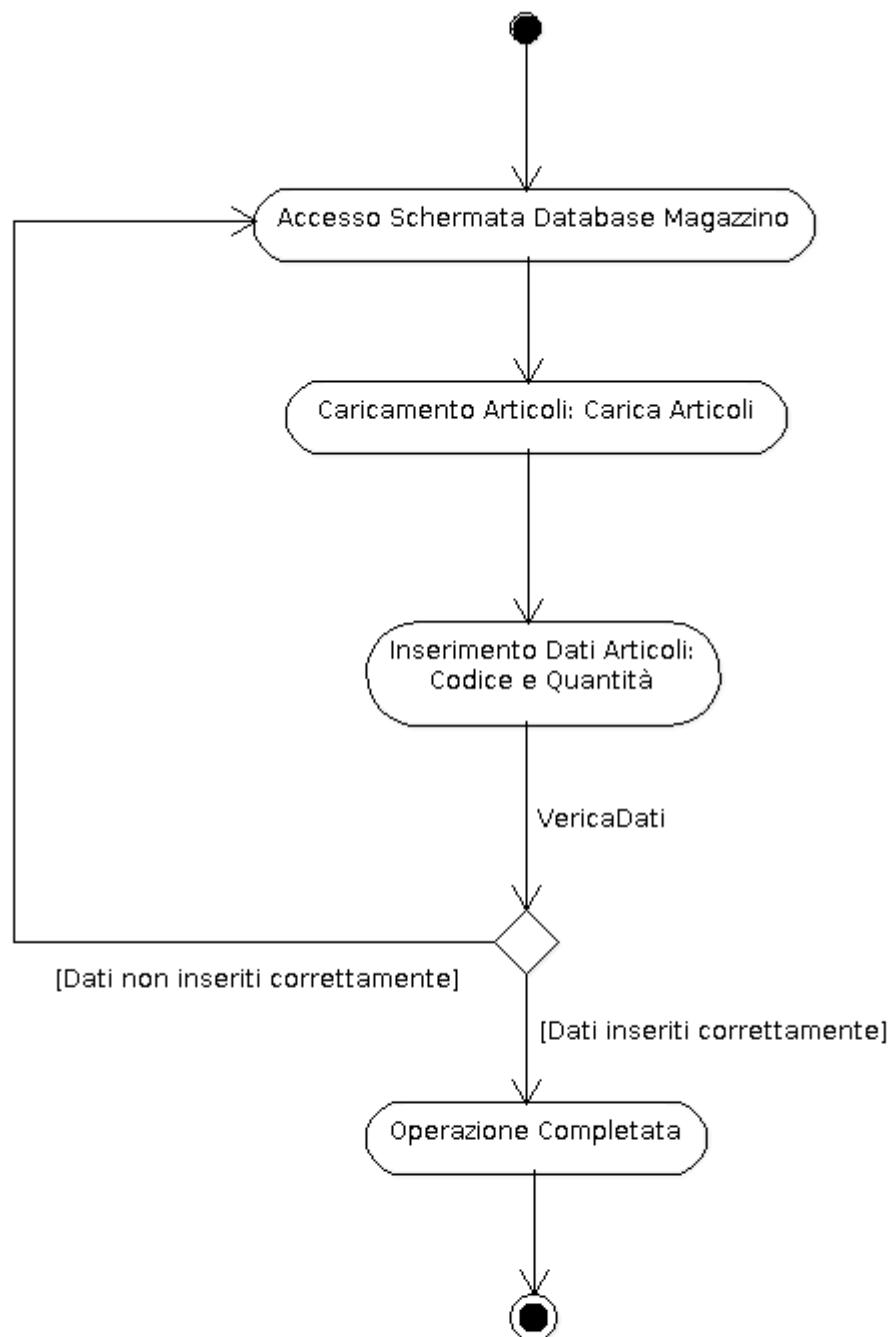 Accesso Schermata Database Magazzino
Caricamento Articoli: Carica Articoli
Inserimento Dati Articoli:
Codice e Quantità
VericaDati
[Dati non inseriti correttamente]
[Dati inseriti correttamente]
Operazione Completata